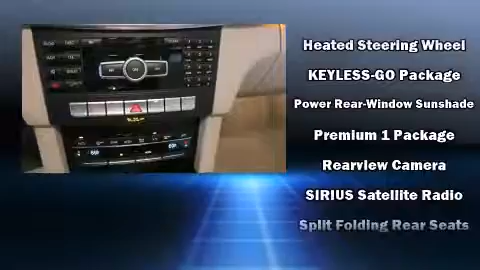 Heated Steering Wheel
KEYLESS-GO Package
Power Rear-Window Sunshade
Premium 1 Package
Rearview Camera
SIRIUS Satellite Radio
Split Folding Rear Seats